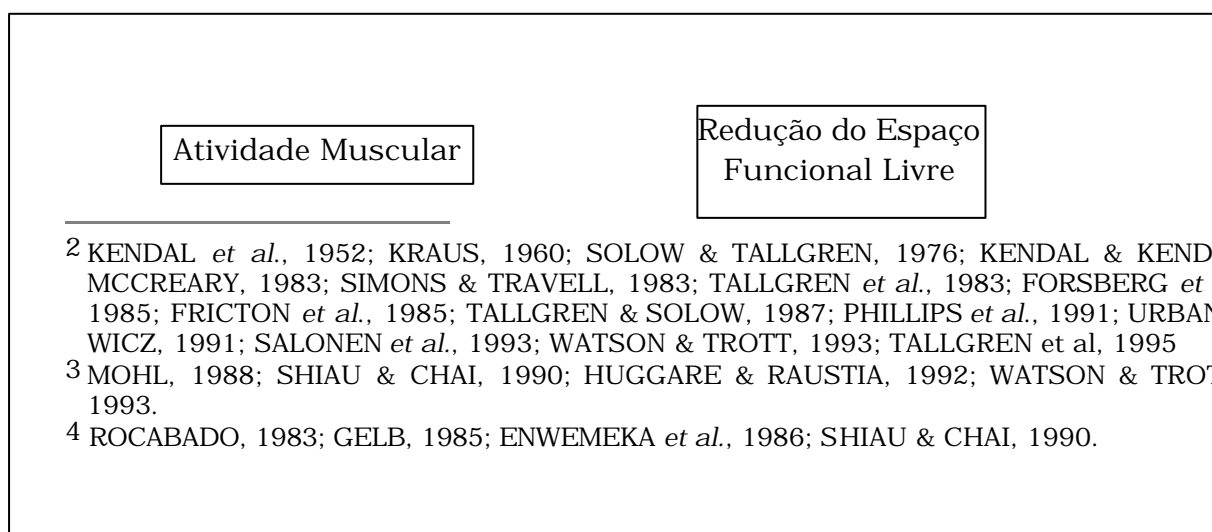 Atividade Muscular
Redução do Espaço
Funcional Livre
2 KENDAL et al., 1952; KRAUS, 1960; SOLOW & TALLGREN, 1976; KENDAL & KEND
MCCREARY, 1983; SIMONS & TRAVELL, 1983; TALLGREN et al., 1983; FORSBERG et
1985; FRICTON et al., 1985; TALLGREN & SOLOW, 1987; PHILLIPS et al., 1991; URBAN
WICZ, 1991; SALONEN et al., 1993; WATSON & TROTT, 1993; TALLGREN et al, 1995
3 MOHL, 1988; SHIAU & CHAI, 1990; HUGGARE & RAUSTIA, 1992; WATSON & TROT
1993.
4 ROCABADO, 1983; GELB, 1985; ENWEMEKA et al., 1986; SHIAU & CHAI, 1990.